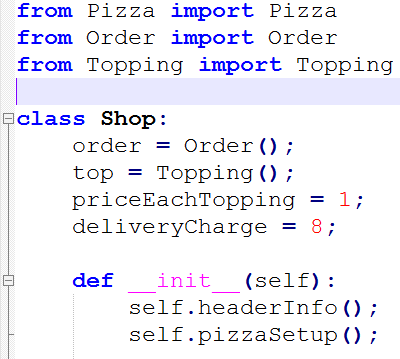 from Pizza import Pizza
from Order import Order
from Topping import Topping
class Shop:
order = Order();
top = Topping();
priceEachTopping = 1;
deliveryCharge = 8;
def __init__(self):
self.headerInfo();
self.pizzaSetup();